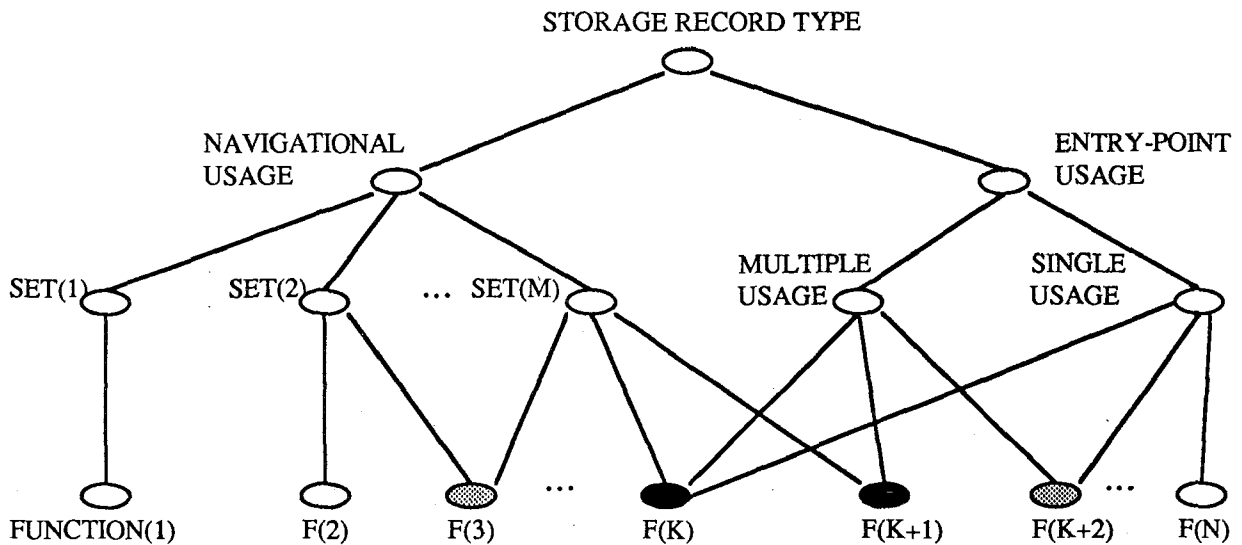 STORAGE RECORD TYPE
NAVIGATIONAL
USAGE
ENTRY-POINT
USAGE
SET(1)
SET(2)
... SET(M)
MULTIPLE
USAGE
SINGLE
USAGE
... ...
FUNCTION(1) F(2) F(3) F(K) F(K+1) F(K+2) F(N)